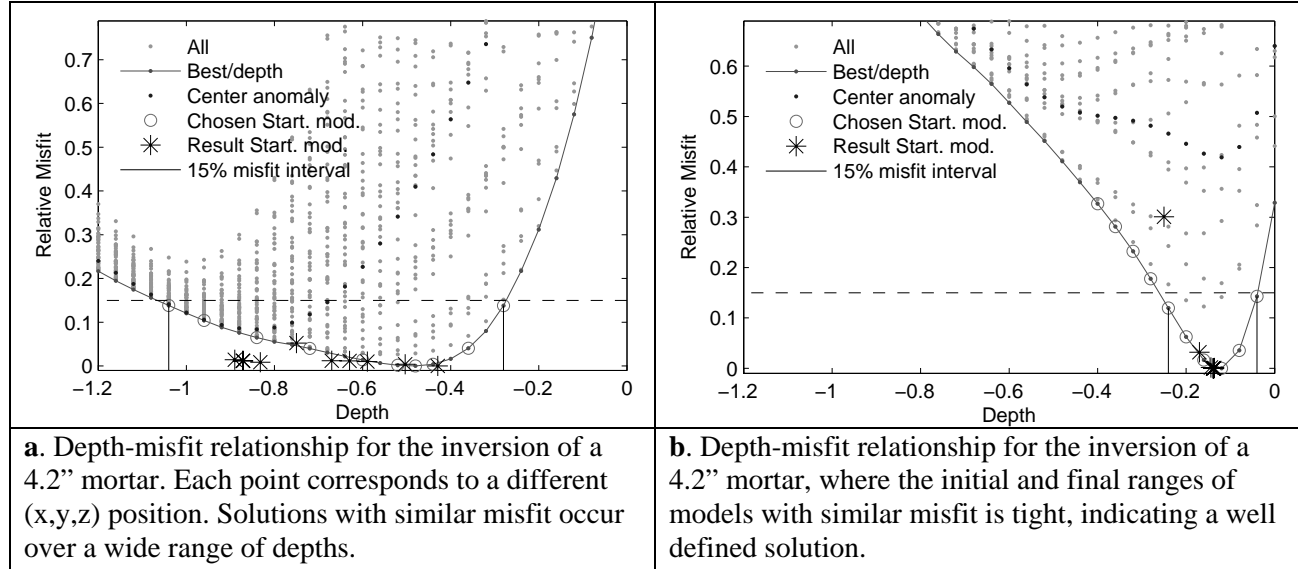 0.7
0.6
0.5
0.4
0.3
0.2
0.1
0
Relative Misfit
All
Best/depth
Center anomaly
Chosen Start. mod.
Result Start. mod.
15% misfit interval
−1.2 −1 −0.8 −0.6 −0.4 −0.2 0
Depth
0.6
0.5
0.4
0.3
0.2
0.1
0
Relative Misfit
All
Best/depth
Center anomaly
Chosen Start. mod.
Result Start. mod.
15% misfit interval
−1.2 −1 −0.8 −0.6 −0.4 −0.2 0
Depth
a. Depth-misfit relationship for the inversion of a
4.2” mortar. Each point corresponds to a different
(x,y,z) position. Solutions with similar misfit occur
over a wide range of depths.
b. Depth-misfit relationship for the inversion of a
4.2” mortar, where the initial and final ranges of
models with similar misfit is tight, indicating a well
defined solution.